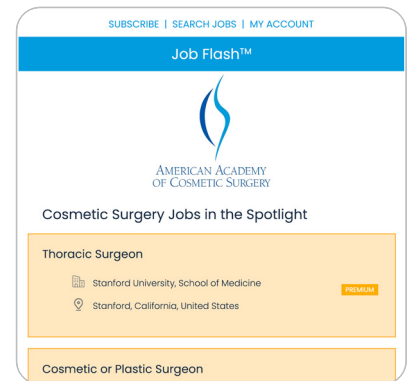 SUBSCRIBE | SEARCH JOBS | MY ACCOUNT
Job Flash™
AMERICAN ACADEMY
OF COSMETIC SURGERY
Cosmetic Surgery Jobs in the Spotlight
Thoracic Surgeon
Stanford University, School of Medicine
PREMIUM
Stanford, California, United States
Cosmetic or Plastic Surgeon